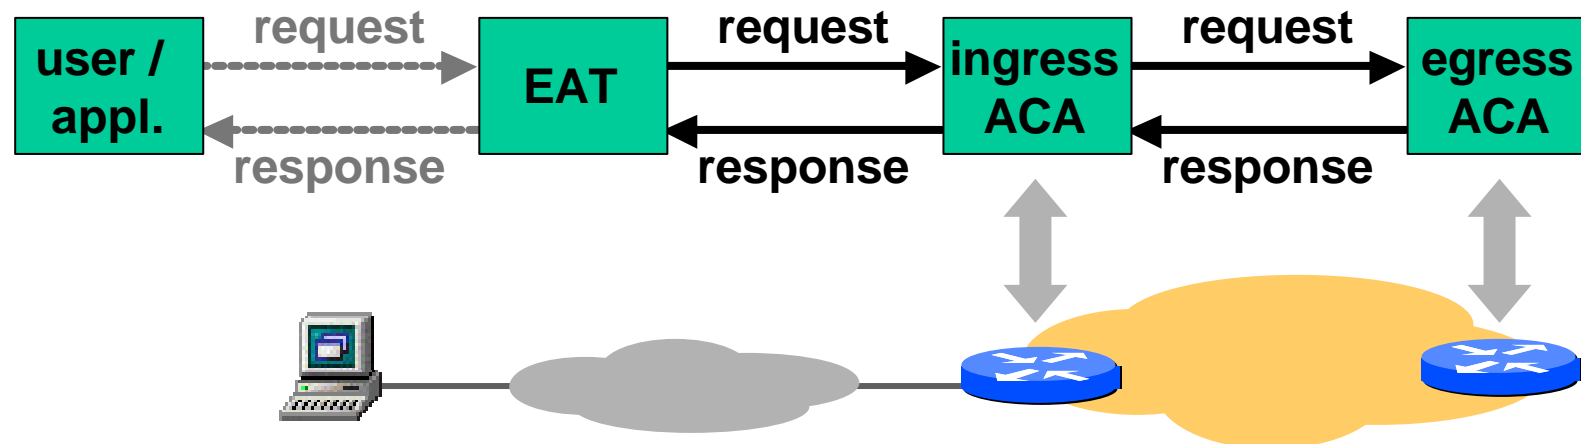 request
request
request
user /
appl.
EAT
ingress
ACA
egress
ACA
response
response
response